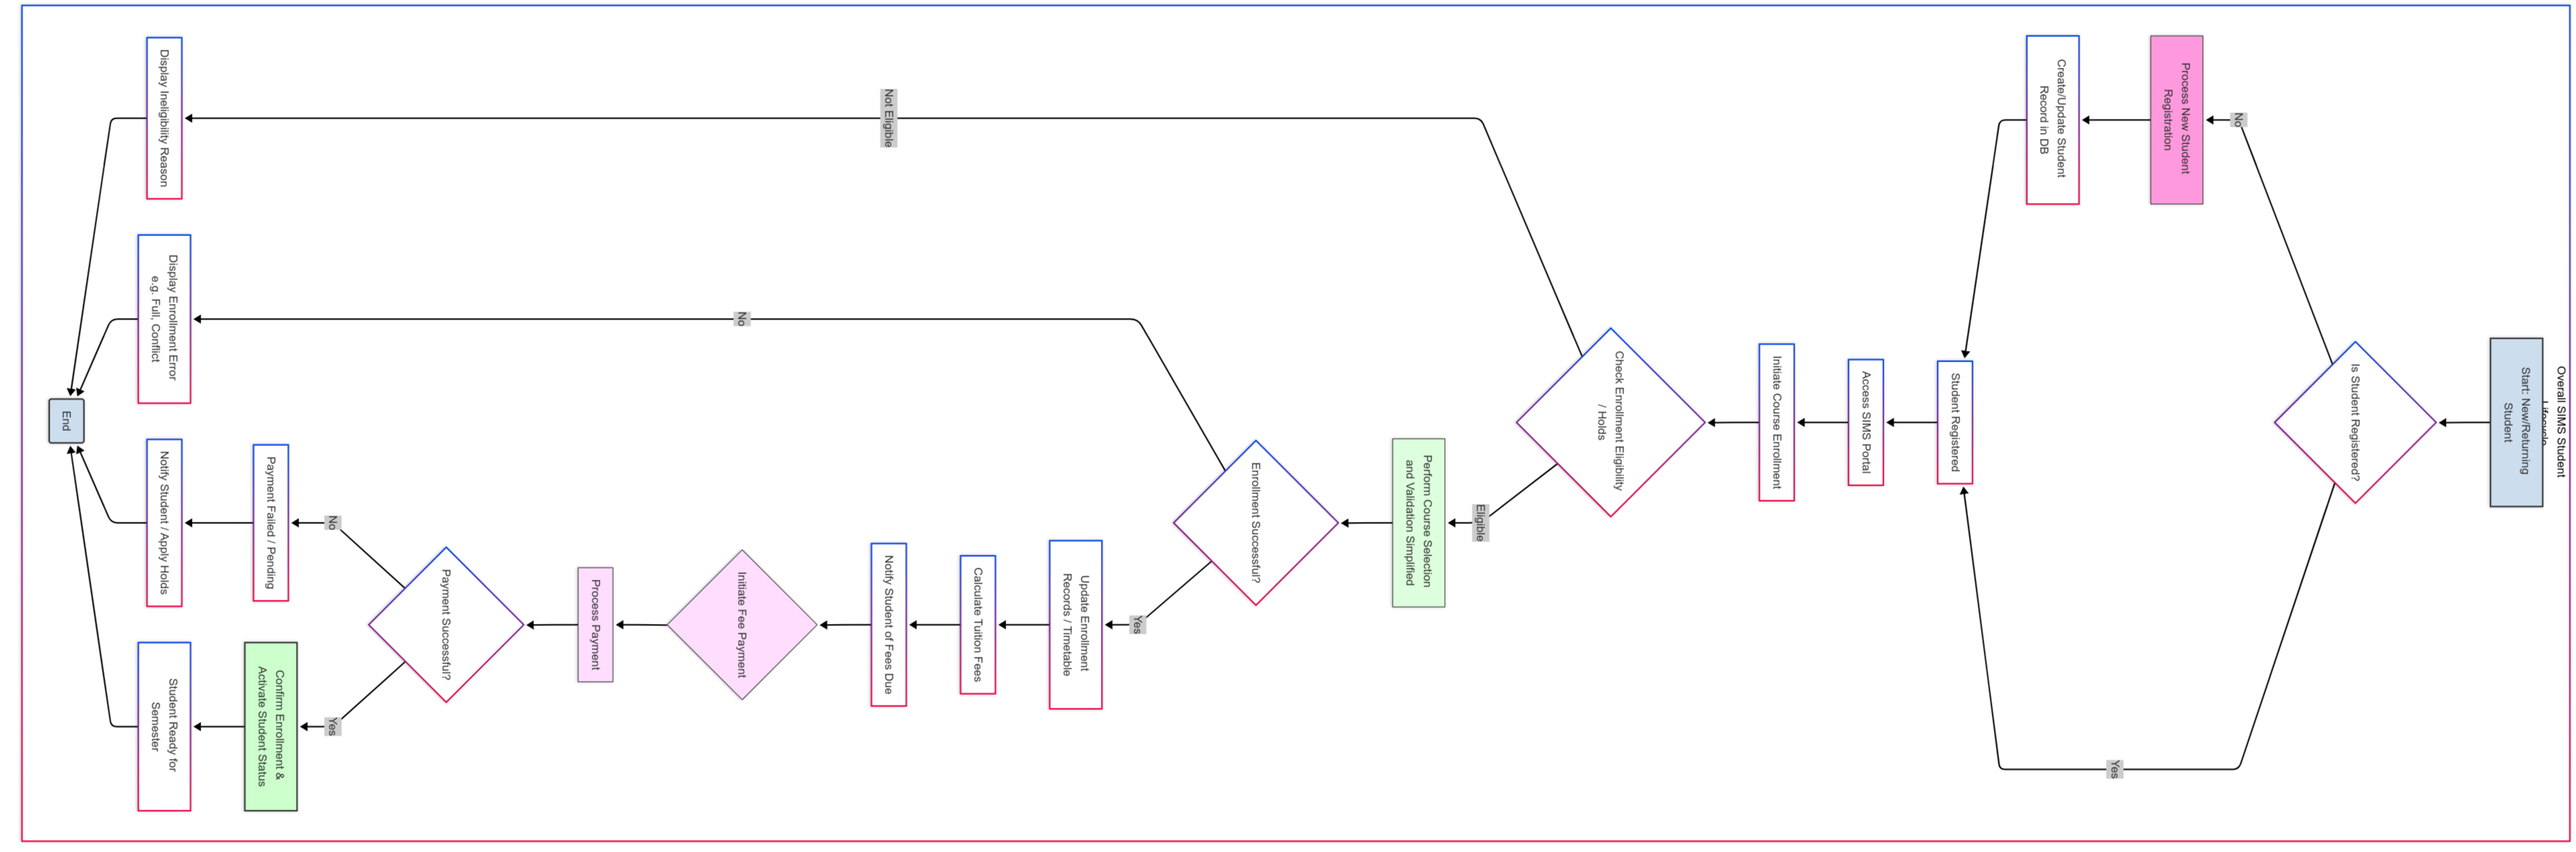 Overall SIMS Student
Lifecycle
Start: New/Returning
Student
Is Student Registered?
No
Yes
Process New Student
Registration
Create/Update Student
Record in DB
Student Registered
Access SIMS Portal
Initiate Course Enrollment
Check Enrollment Eligibility
/ Holds
Not Eligible
Eligible
Perform Course Selection
and Validation Simplified
Enrollment Successful?
No
Yes
Update Enrollment
Records / Timetable
Calculate Tuition Fees
Notify Student of Fees Due
Initiate Fee Payment
Process Payment
Payment Successful?
No
Yes
Payment Failed / Pending
Confirm Enrollment &
Activate Student Status
Display Ineligibility Reason
Display Enrollment Error
e.g. Full, Conflict
Notify Student / Apply Holds
Student Ready for
Semester
End